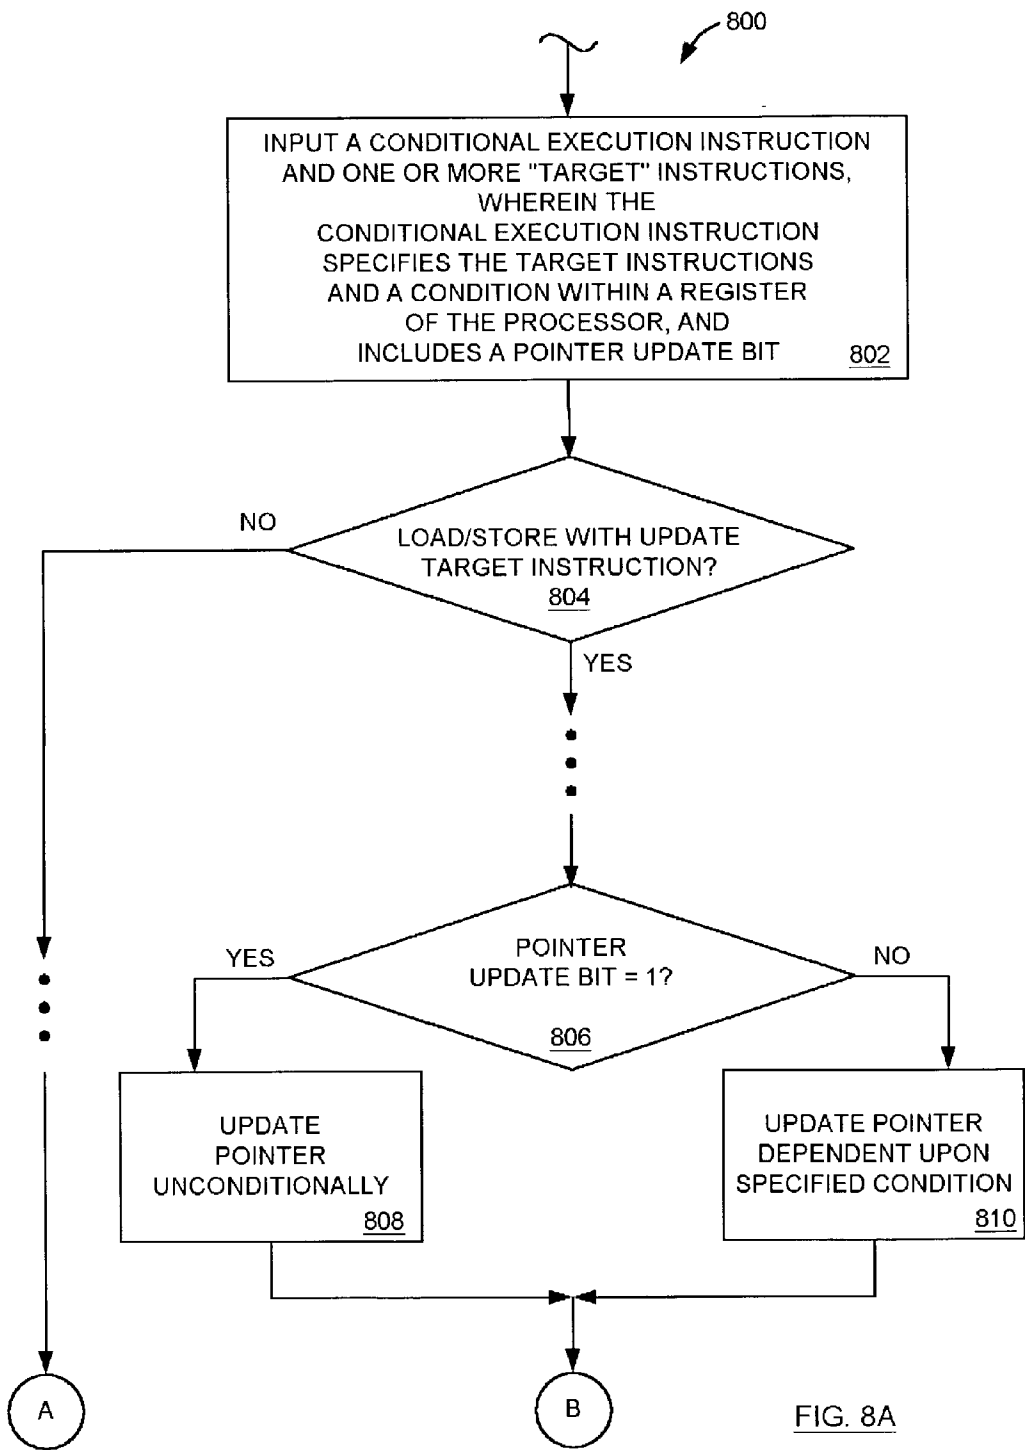 800
INPUT A CONDITIONAL EXECUTION INSTRUCTION
AND ONE OR MORE "TARGET" INSTRUCTIONS,
WHEREIN THE
CONDITIONAL EXECUTION INSTRUCTION
SPECIFIES THE TARGET INSTRUCTIONS
AND A CONDITION WITHIN A REGISTER
OF THE PROCESSOR, AND
INCLUDES A POINTER UPDATE BIT
802
NO
LOAD/STORE WITH UPDATE
TARGET INSTRUCTION?
804
YES
YES
POINTER
UPDATE BIT = 1?
806
NO
UPDATE
POINTER
UNCONDITIONALLY
808
UPDATE POINTER
DEPENDENT UPON
SPECIFIED CONDITION
810
A
B
FIG. 8A